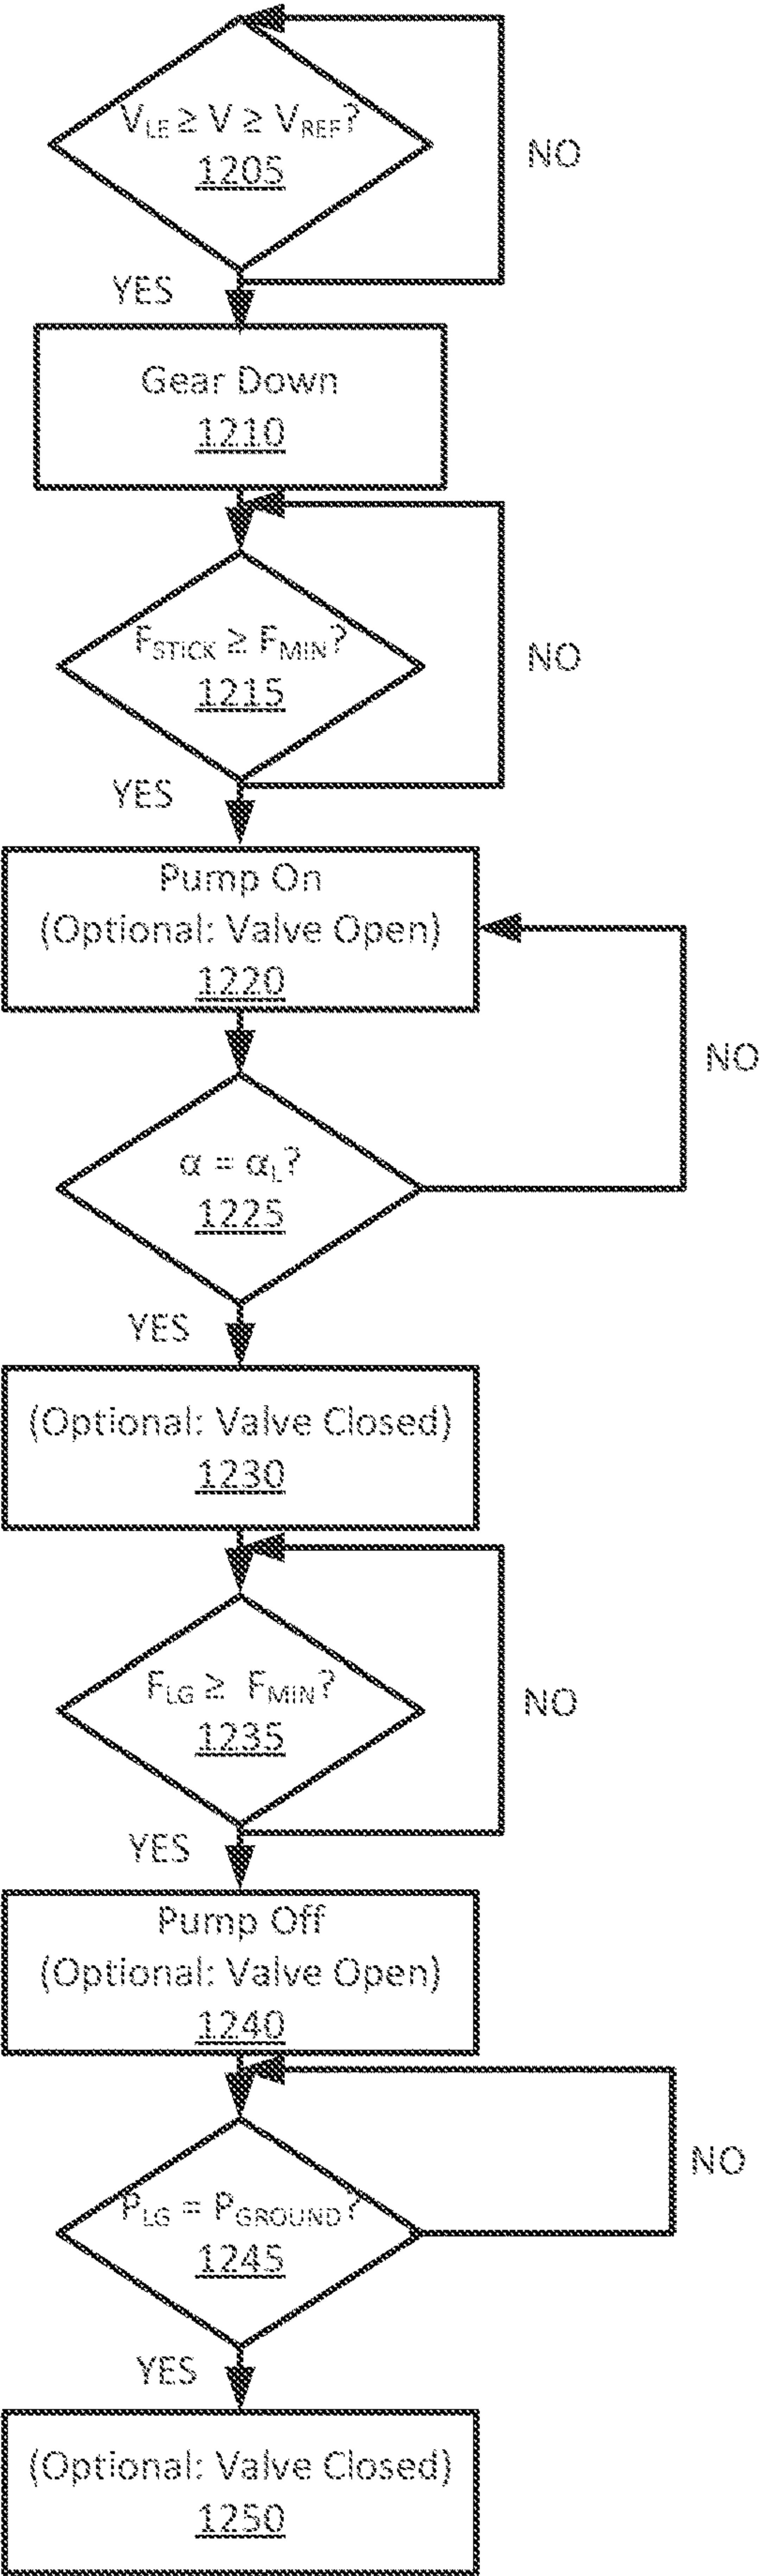 V_LE ≥ V ≥ V_REF?
1205
NO
YES
Gear Down
1210
F_STICK ≥ F_MIN?
1215
NO
YES
Pump On
(Optional: Valve Open)
1220
NO
α = α_L?
1225
YES
(Optional: Valve Closed)
1230
F_LG ≥ F_MIN?
1235
NO
YES
Pump Off
(Optional: Valve Open)
1240
NO
P_LG = P_GROUND?
1245
YES
(Optional: Valve Closed)
1250